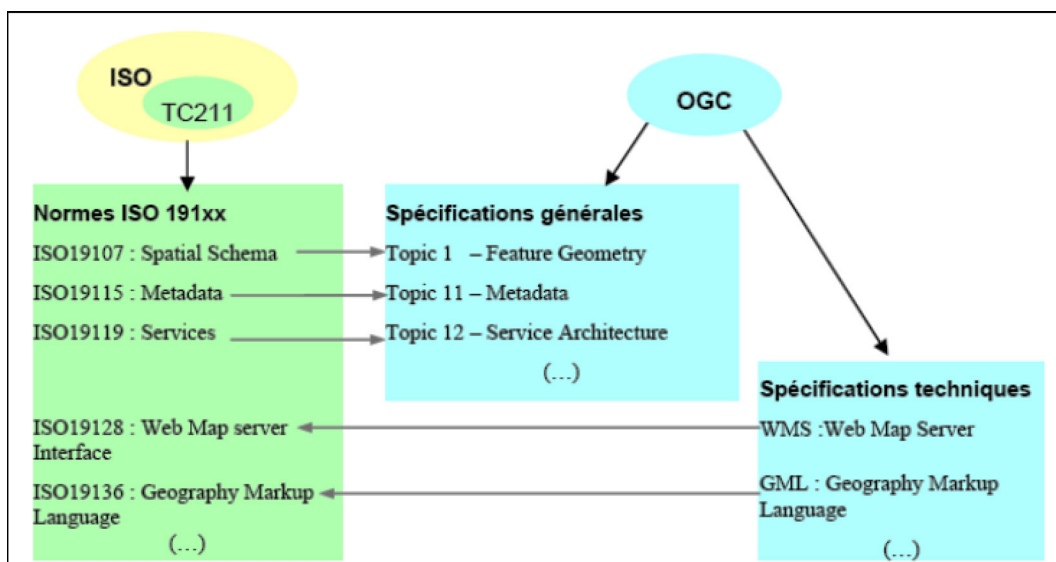 ISO
TC211
OGC
Normes ISO 191xx
ISO19107 : Spatial Schema
ISO19115 : Metadata
ISO19119 : Services
ISO19128 : Web Map server
Interface
ISO19136 : Geography Markup
Language
(...)
Spécifications générales
Topic 1 – Feature Geometry
Topic 11 – Metadata
Topic 12 – Service Architecture
(...)
Spécifications techniques
WMS :Web Map Server
GML : Geography Markup
Language
(...)